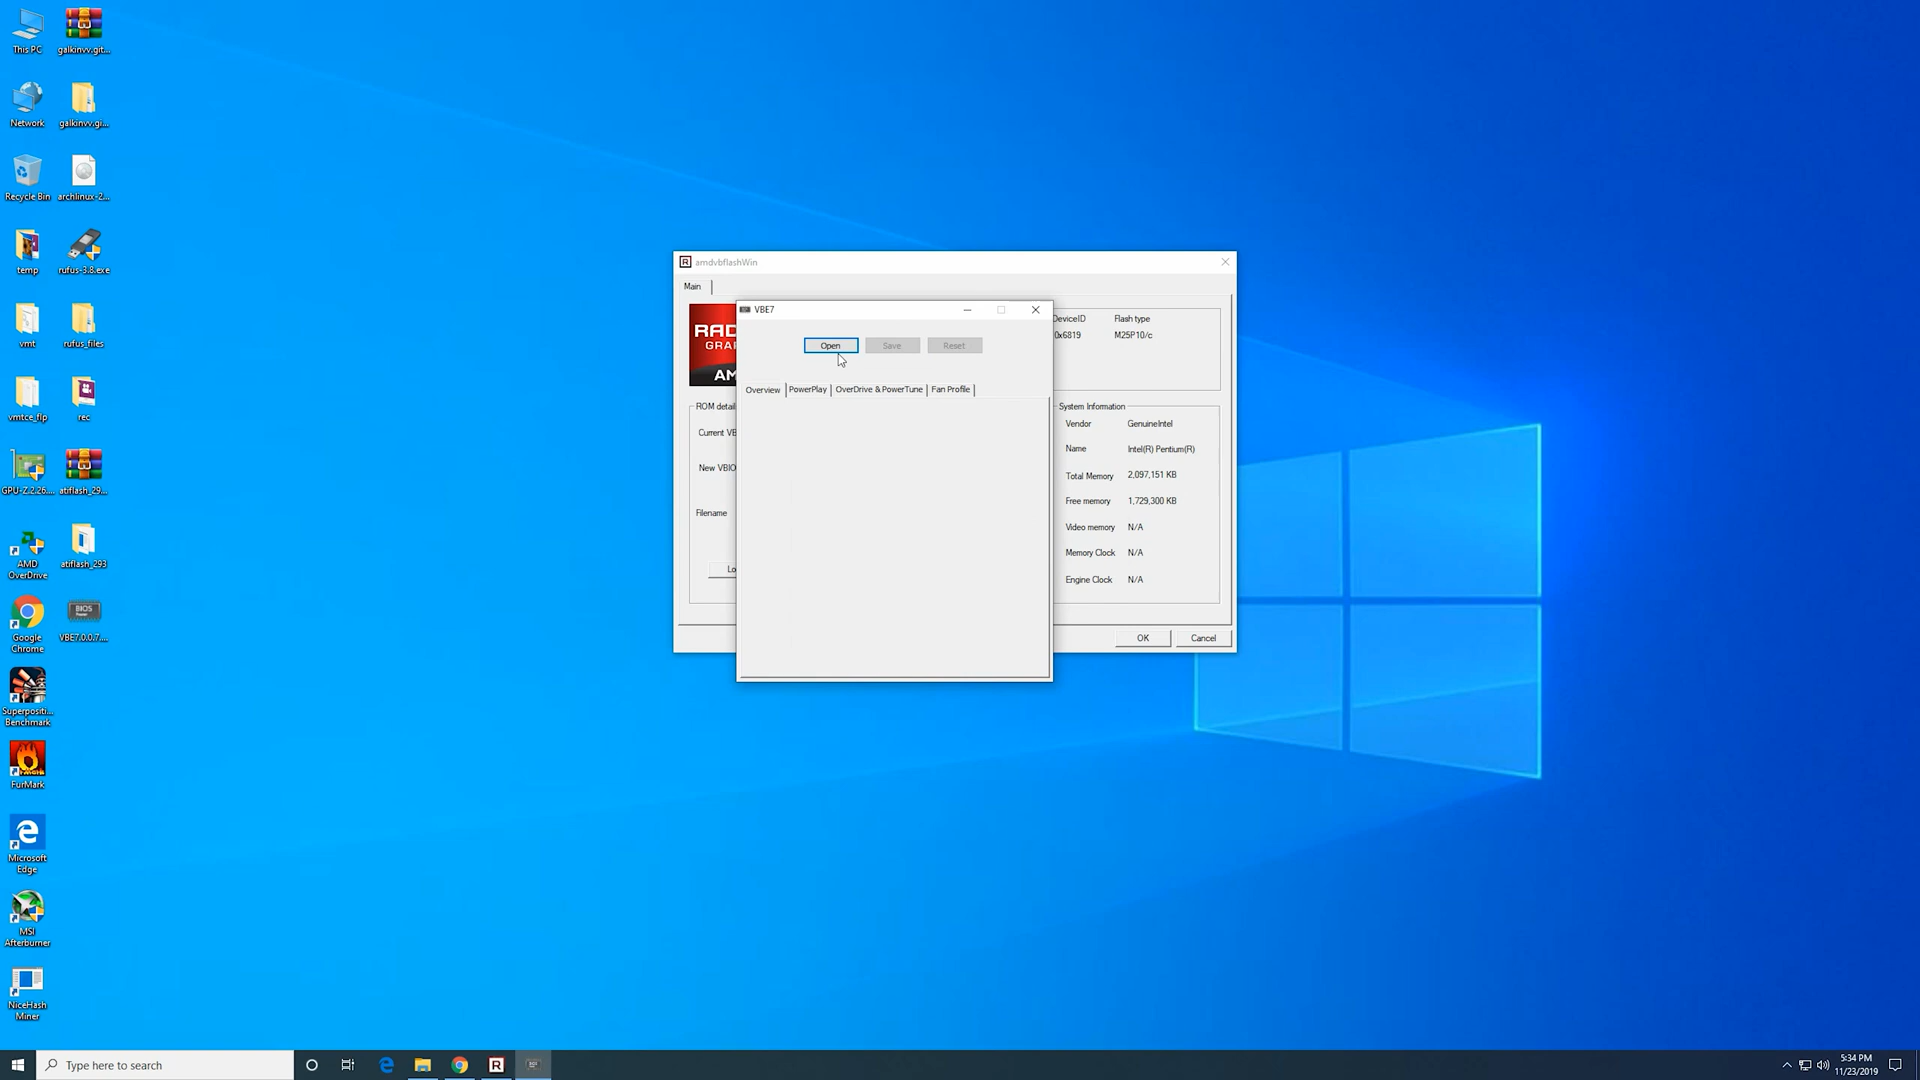 This PC
galkinvv.git...
Network
galkinvv.gi...
Recycle Bin
archlinux-2...
temp
rufus-3.8.exe
vmt
rufus_files
vmtce_flp
rec
GPU-Z.2.26....
atiflash_29...
AMD
OverDrive
atiflash_293
Google
Chrome
BIOS
VBE7.0.0.7....
Superpositi...
Benchmark
FurMark
Microsoft
Edge
MSI
Afterburner
NiceHash
Miner
R amdvbflashWin
Main
RAD
GRA
AM
DeviceID
Flash type
0x6819
M25P10/c
ROM detai
Current VB
New VBIO
Filename
Lo
System Information
Vendor GenuineIntel
Name Intel(R) Pentium(R)
Total Memory 2,097,151 KB
Free memory 1,729,300 KB
Video memory N/A
Memory Clock N/A
Engine Clock N/A
OK Cancel
VBE7
Open Save Reset
Overview PowerPlay OverDrive & PowerTune Fan Profile
Type here to search
R
5:34 PM
11/23/2019